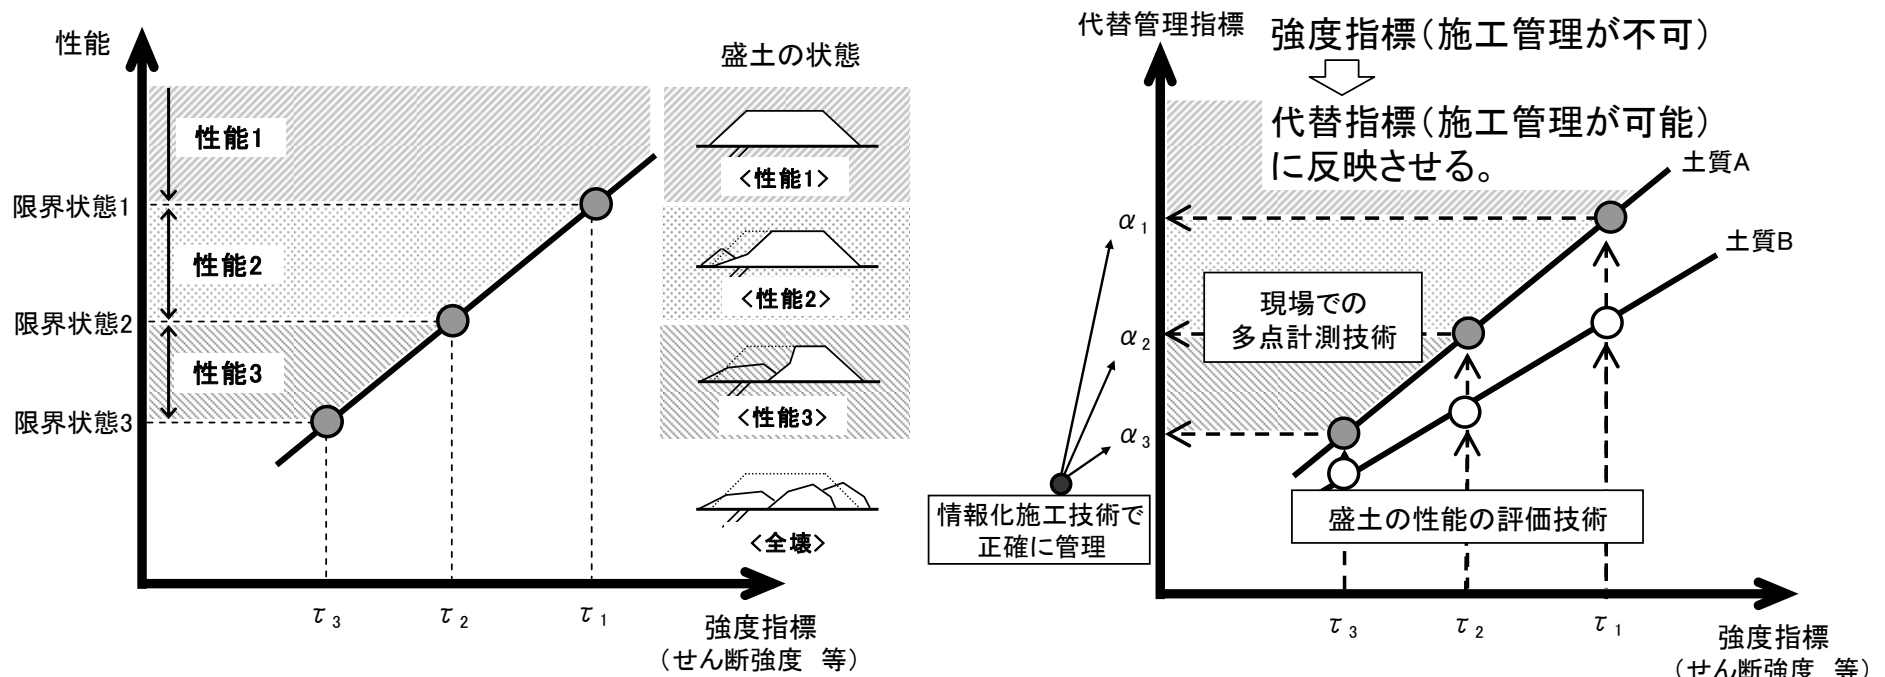 性能
性能1
限界状態1
性能2
限界状態2
性能3
限界状態3
τ3
τ2
τ1
強度指標
（せん断強度　等）
盛土の状態
<性能1>
<性能2>
<性能3>
<全壊>
代替管理指標
強度指標（施工管理が不可）
代替指標（施工管理が可能）
に反映させる。
土質A
土質B
α1
α2
α3
現場での
多点計測技術
情報化施工技術で
正確に管理
盛土の性能の評価技術
τ3
τ2
τ1
強度指標
（せん断強度　等）